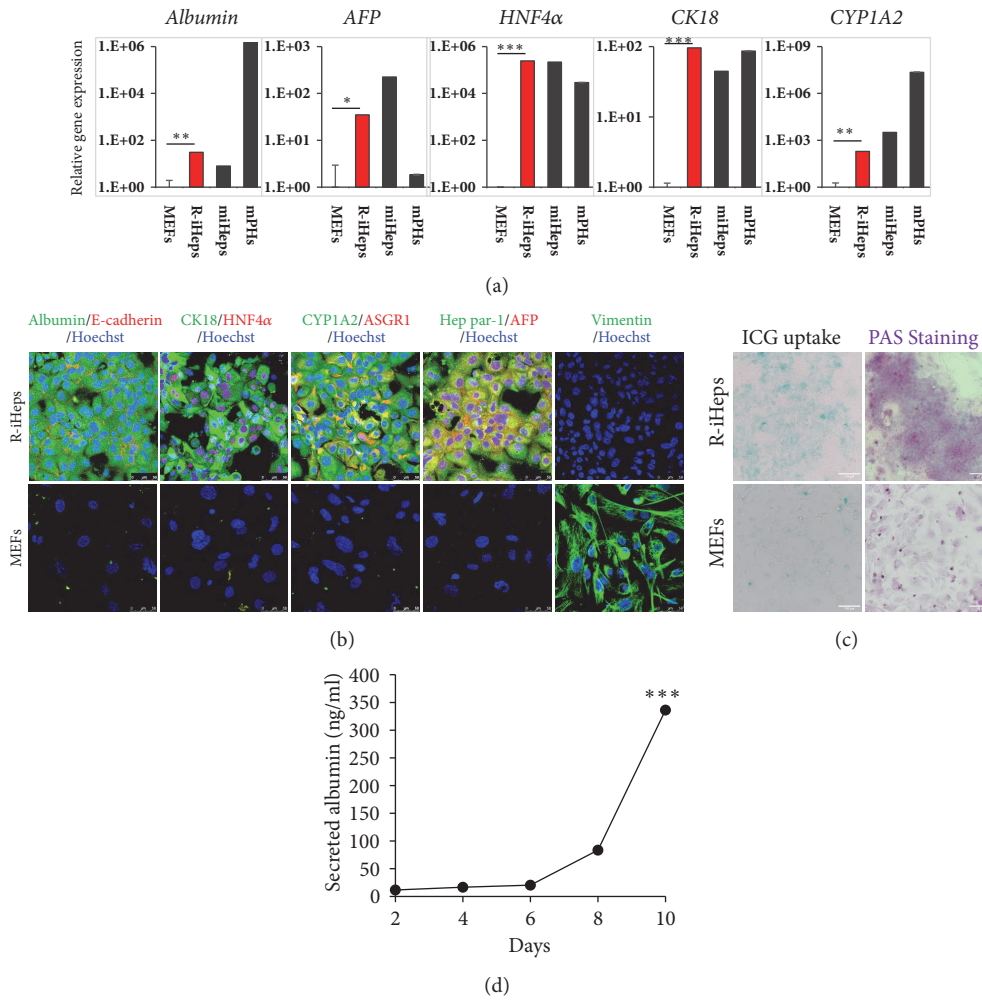 Albumin AFP HNF4α CK18 CYP1A2
Relative gene expression
1.E+06 1.E+03 1.E+06 1.E+02 1.E+09
1.E+04 1.E+02 1.E+04 1.E+01 1.E+06
1.E+02 1.E+01 1.E+02 1.E+03
1.E+00 1.E+00 1.E+00 1.E+00 1.E+00
** * *** *** **
MEFs R-iHeps miHeps mPHs MEFs R-iHeps miHeps mPHs MEFs R-iHeps miHeps mPHs MEFs R-iHeps miHeps mPHs MEFs R-iHeps miHeps mPHs
(a)
Albumin/E-cadherin CK18/HNF4α CYP1A2/ASGR1 Hep par-1/AFP Vimentin
/Hoechst /Hoechst /Hoechst /Hoechst /Hoechst
R-iHeps
MEFs
(b)
ICG uptake PAS Staining
R-iHeps
MEFs
(c)
Secreted albumin (ng/ml)
400
350
300
250
200
150
100
50
0
***
2 4 6 8 10
Days
(d)